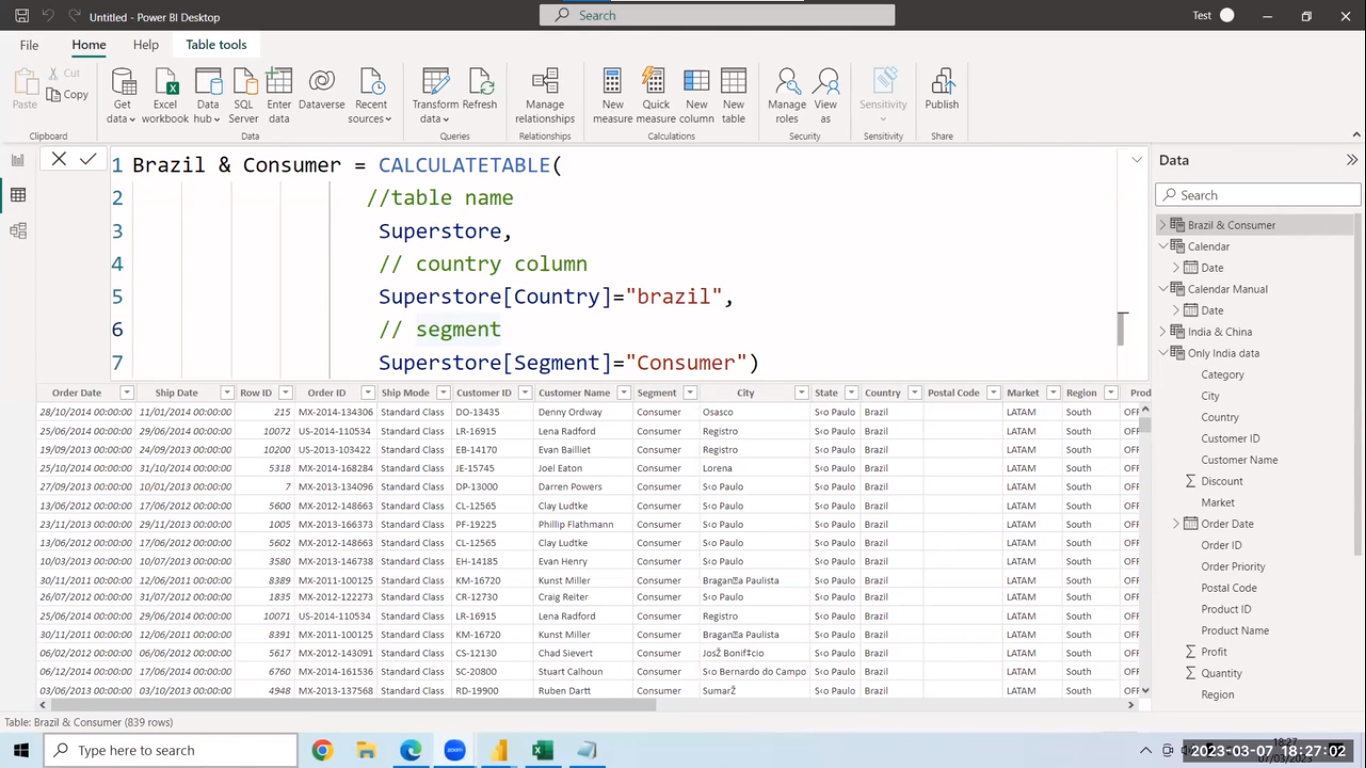 Untitled - Power BI Desktop
Search
Test
File Home Help Table tools
Paste Cut Copy
Get data Excel workbook Data hub SQL Server Enter data Dataverse Recent sources
Transform data Refresh
Manage relationships
New measure Quick measure New column New table
Manage roles View as
Sensitivity
Publish
Clipboard Data Queries Relationships Calculations Security Sensitivity Share
1 Brazil & Consumer = CALCULATETABLE(
2 //table name
3 Superstore,
4 // country column
5 Superstore[Country]="brazil",
6 // segment
7 Superstore[Segment]="Consumer")
Order Date Ship Date Row ID Order ID Ship Mode Customer ID Customer Name Segment City State Country Postal Code Market Region Prod
28/10/2014 00:00:00 11/01/2014 00:00:00 215 MX-2014-134306 Standard Class DO-13435 Denny Ordway Consumer Osasco Brazil LATAM South OFF
25/06/2014 00:00:00 29/06/2014 00:00:00 10072 US-2014-110534 Standard Class LR-16915 Lena Radford Consumer Registro Brazil LATAM South OFF
19/09/2013 00:00:00 24/09/2013 00:00:00 10200 US-2013-103422 Standard Class EB-14170 Evan Bailliet Consumer Registro Brazil LATAM South OFF
25/10/2014 00:00:00 31/10/2014 00:00:00 5318 MX-2014-168284 Standard Class JE-15745 Joel Eaton Consumer Lorena Brazil LATAM South OFF
27/09/2013 00:00:00 10/01/2013 00:00:00 7 MX-2013-134096 Standard Class DP-13000 Darren Powers Consumer Brazil LATAM South OFF
13/06/2012 00:00:00 17/06/2012 00:00:00 5600 MX-2012-148663 Standard Class CL-12565 Clay Ludtke Consumer Brazil LATAM South OFF
23/11/2013 00:00:00 29/11/2013 00:00:00 1005 MX-2013-166373 Standard Class PF-19225 Phillip Flathmann Consumer Brazil LATAM South OFF
13/06/2012 00:00:00 17/06/2012 00:00:00 5602 MX-2012-148663 Standard Class CL-12565 Clay Ludtke Consumer Brazil LATAM South OFF
10/03/2013 00:00:00 10/07/2013 00:00:00 3580 MX-2013-146738 Standard Class EH-14185 Evan Henry Consumer Brazil LATAM South OFF
30/11/2011 00:00:00 12/06/2011 00:00:00 8389 MX-2011-100125 Standard Class KM-16720 Kunst Miller Consumer Paulista Brazil LATAM South OFF
26/07/2012 00:00:00 31/07/2012 00:00:00 1835 MX-2012-122273 Standard Class CR-12730 Craig Reiter Consumer Brazil LATAM South OFF
25/06/2014 00:00:00 29/06/2014 00:00:00 10071 US-2014-110534 Standard Class LR-16915 Lena Radford Consumer Registro Brazil LATAM South OFF
30/11/2011 00:00:00 12/06/2011 00:00:00 8391 MX-2011-100125 Standard Class KM-16720 Kunst Miller Consumer Paulista Brazil LATAM South OFF
06/02/2012 00:00:00 06/07/2012 00:00:00 5617 MX-2012-143091 Standard Class CS-12130 Chad Sievert Consumer JosŽ Bonif‡cio Brazil LATAM South OFF
06/12/2014 00:00:00 17/06/2014 00:00:00 6760 MX-2014-161536 Standard Class SC-20800 Stuart Calhoun Consumer Bernardo do Campo Brazil LATAM South OFF
03/06/2013 00:00:00 03/10/2013 00:00:00 4948 MX-2013-137568 Standard Class RD-19900 Ruben Dartt Consumer SumarŽ Brazil LATAM South OFF
Data
Search
Brazil & Consumer
Calendar
Date
Calendar Manual
Date
India & China
Only India data
Category
City
Country
Customer ID
Customer Name
Discount
Market
Order Date
Order ID
Order Priority
Postal Code
Product ID
Product Name
Profit
Quantity
Region
Table: Brazil & Consumer (839 rows)
Type here to search
2023-03-07 18:27:02